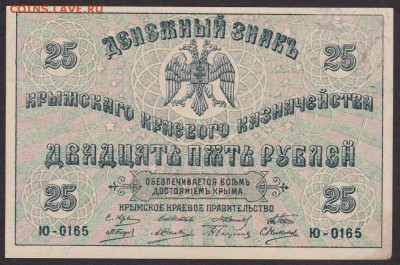 COINS.LAVE.RU
ДЕНЕЖНЫЙ ЗНАКЪ
25 25
КРЫМСКАГО КРАЕВОГО КАЗНАЧЕЙСТВА
ДВАДЦАТЬ ПѦТЬ РУБЛЕЙ
25 25
ОБЕЗПЕЧИВАЕТСЯ ВСѢМЪ
ДОСТОЯНІЕМЪ КРЫМА
КРЫМСКОЕ КРАЕВОЕ ПРАВИТЕЛЬСТВО
Ю-0165 Ю-0165